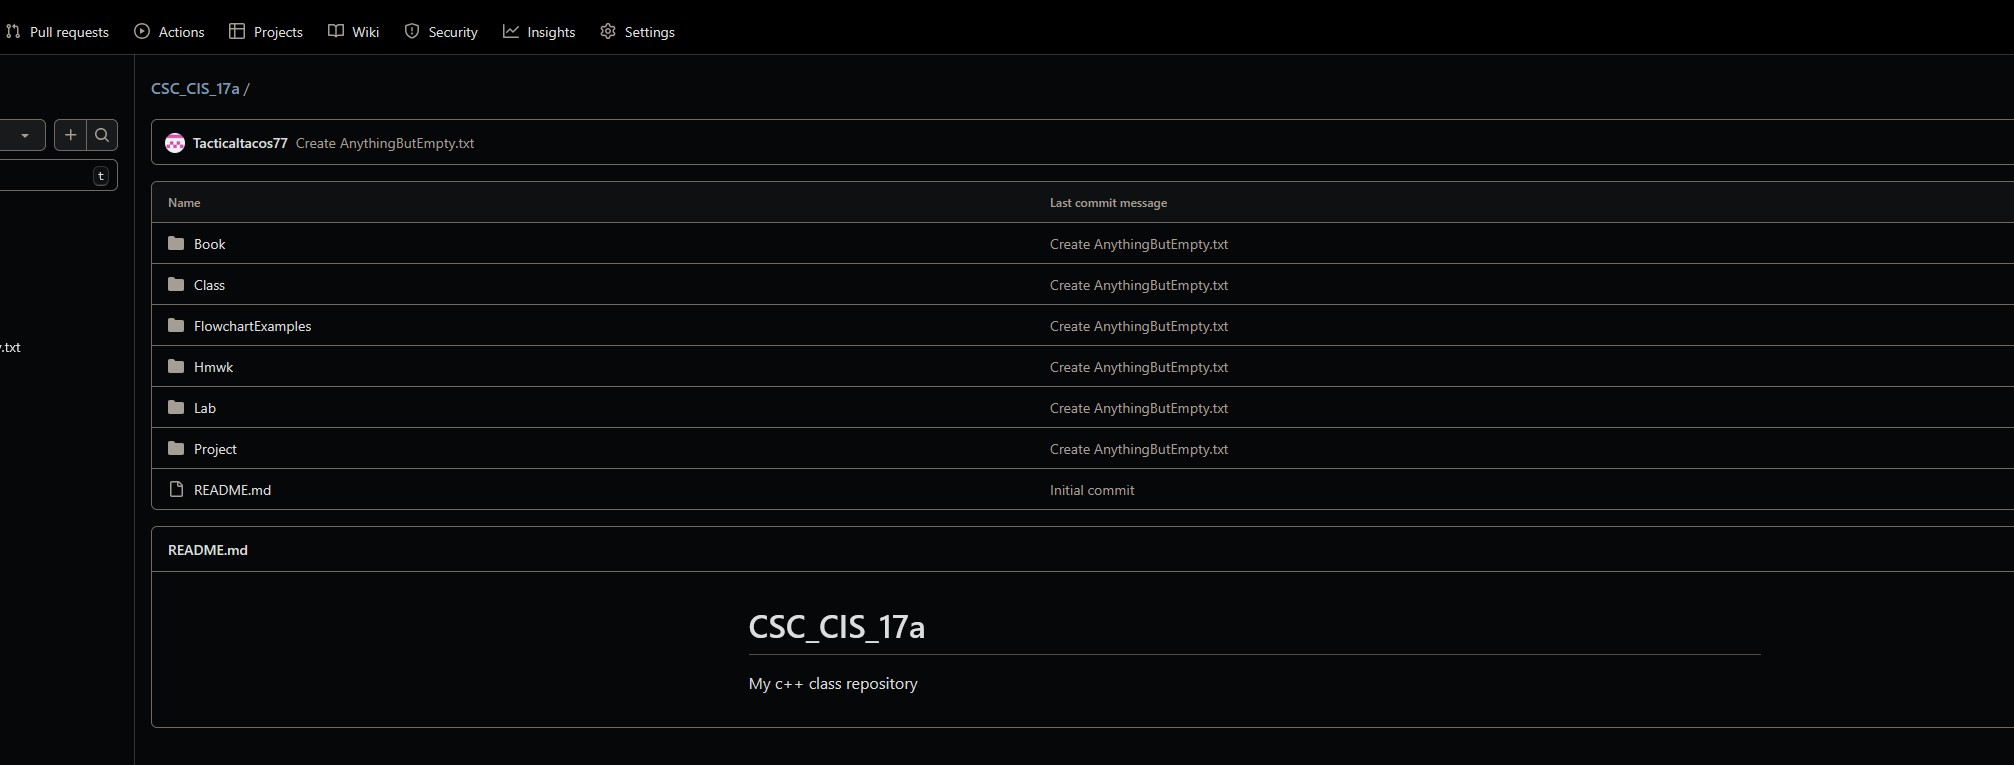 Pull requests Actions Projects Wiki Security Insights Settings
CSC_CIS_17a /
t
Tacticaltacos77 Create AnythingButEmpty.txt
Name Last commit message
Book Create AnythingButEmpty.txt
Class Create AnythingButEmpty.txt
FlowchartExamples Create AnythingButEmpty.txt
.txt
Hmwk Create AnythingButEmpty.txt
Lab Create AnythingButEmpty.txt
Project Create AnythingButEmpty.txt
README.md Initial commit
README.md
CSC_CIS_17a
My c++ class repository